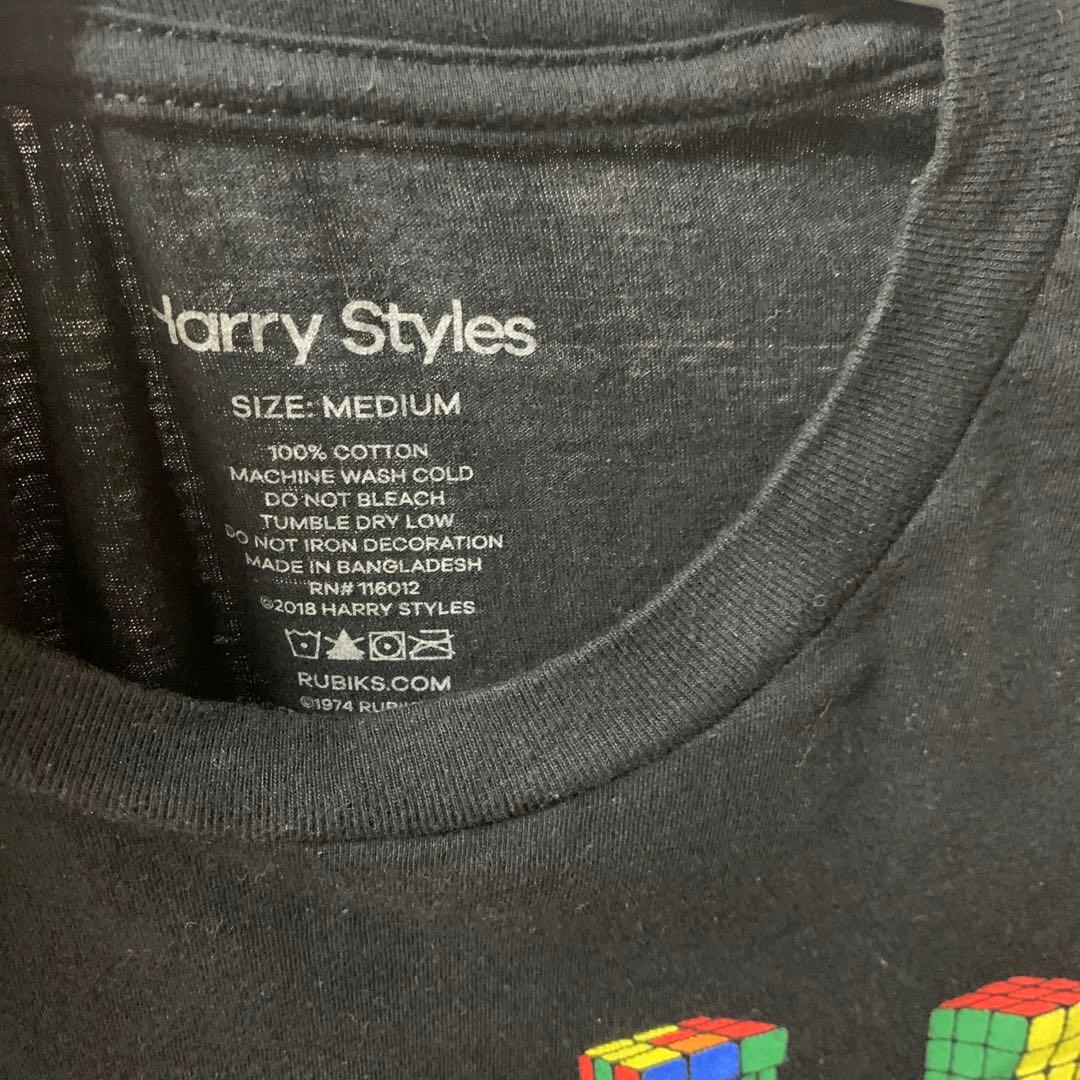 Harry Styles
SIZE: MEDIUM
100% COTTON
MACHINE WASH COLD
DO NOT BLEACH
TUMBLE DRY LOW
DO NOT IRON DECORATION
MADE IN BANGLADESH
RN# 116012
©2018 HARRY STYLES
RUBIKS.COM
©1974